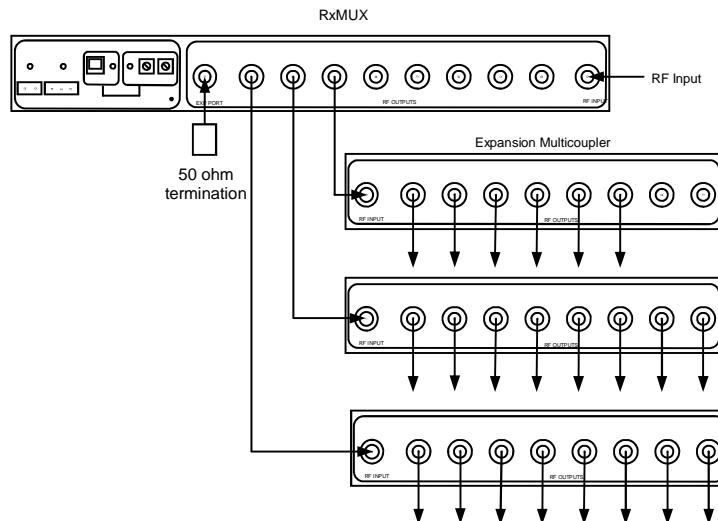 RxMUX
EXP PORT
RF OUTPUTS
RF INPUT
RF Input
50 ohm
termination
Expansion Multicoupler
RF INPUT
RF OUTPUTS
RF INPUT
RF OUTPUTS
RF INPUT
RF OUTPUTS